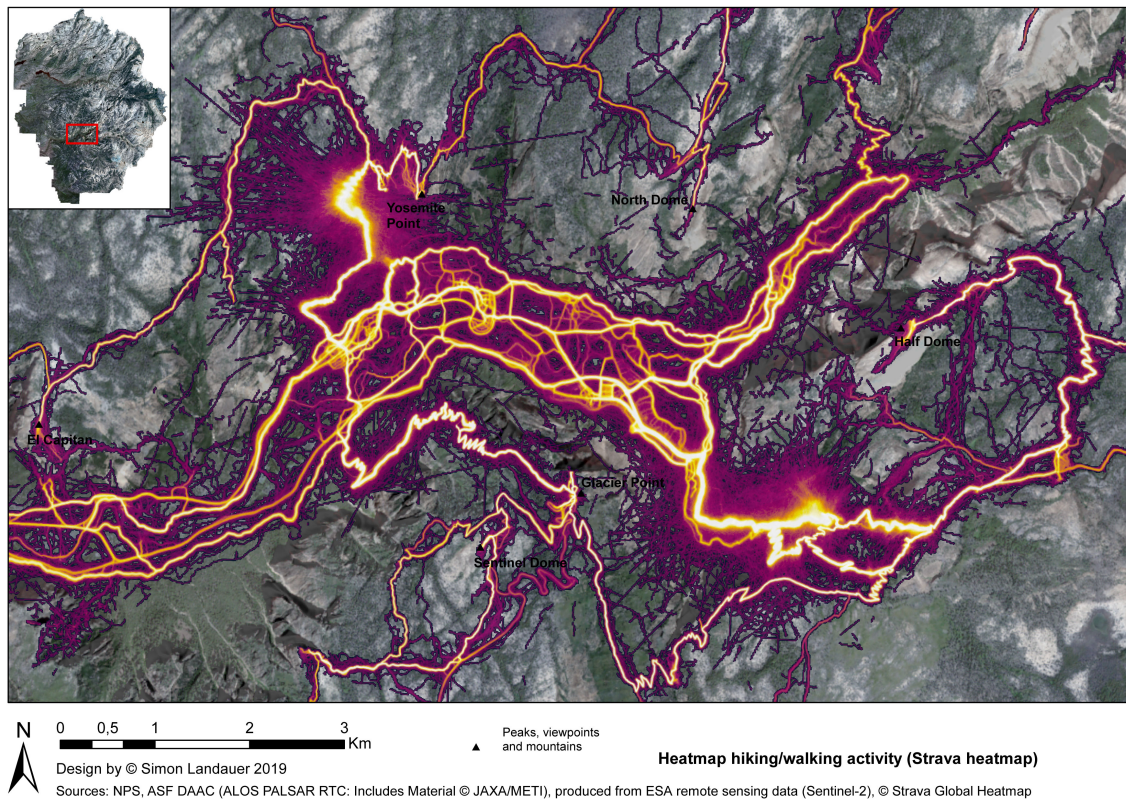 Yosemite
Point
North Dome
Half Dome
El Capitan
Glacier Point
Sentinel Dome
N
0 0,5 1 2 3
Km
Peaks, viewpoints
and mountains
Heatmap hiking/walking activity (Strava heatmap)
Design by © Simon Landauer 2019
Sources: NPS, ASF DAAC (ALOS PALSAR RTC: Includes Material © JAXA/METI), produced from ESA remote sensing data (Sentinel-2), © Strava Global Heatmap